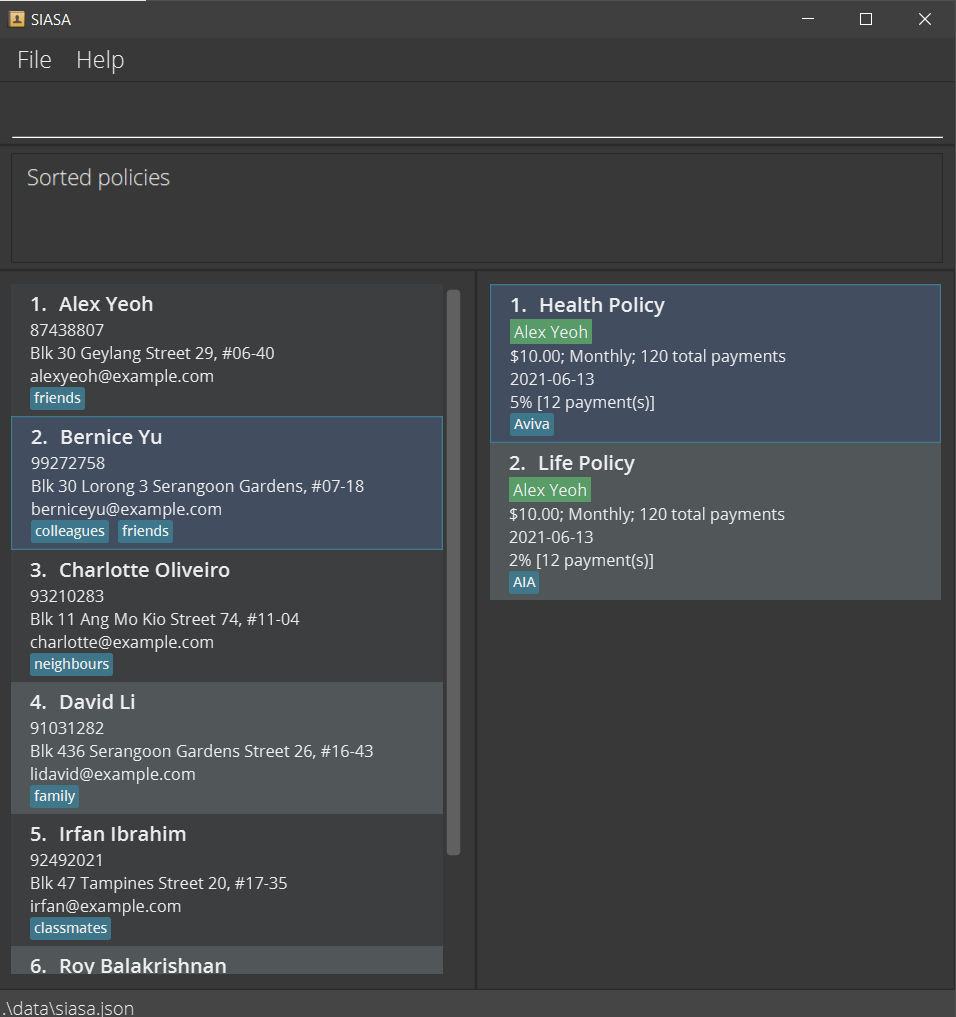 SIASA
File Help
Sorted policies
1. Alex Yeoh
87438807
Blk 30 Geylang Street 29, #06-40
alexyeoh@example.com
friends
2. Bernice Yu
99272758
Blk 30 Lorong 3 Serangoon Gardens, #07-18
berniceyu@example.com
colleagues friends
3. Charlotte Oliveiro
93210283
Blk 11 Ang Mo Kio Street 74, #11-04
charlotte@example.com
neighbours
4. David Li
91031282
Blk 436 Serangoon Gardens Street 26, #16-43
lidavid@example.com
family
5. Irfan Ibrahim
92492021
Blk 47 Tampines Street 20, #17-35
irfan@example.com
classmates
6. Roy Balakrishnan
1. Health Policy
Alex Yeoh
$10.00; Monthly; 120 total payments
2021-06-13
5% [12 payment(s)]
Aviva
2. Life Policy
Alex Yeoh
$10.00; Monthly; 120 total payments
2021-06-13
2% [12 payment(s)]
AIA
.\data\siasa.json